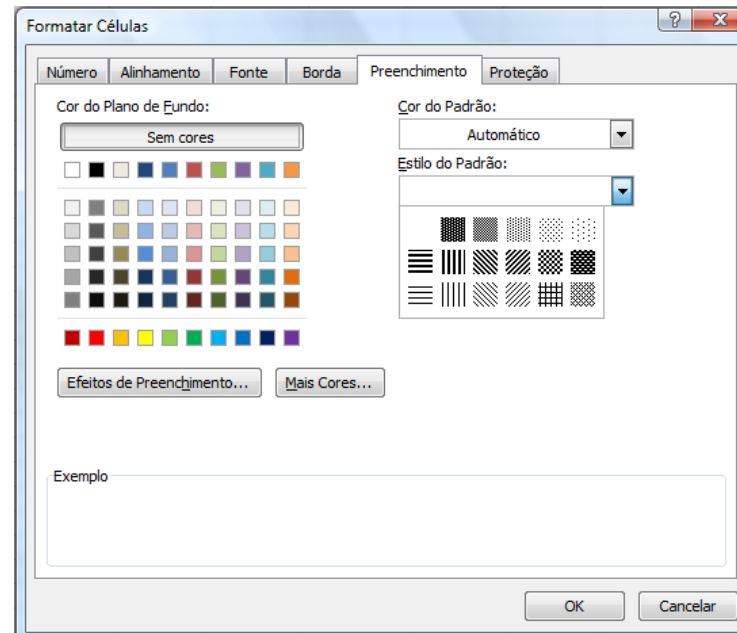 Formatar Células
Número Alinhamento Fonte Borda Preenchimento Proteção
Cor do Plano de Fundo:
Sem cores
Cor do Padrão:
Automático
Estilo do Padrão:
Efeitos de Preenchimento... Mais Cores...
Exemplo
OK Cancelar